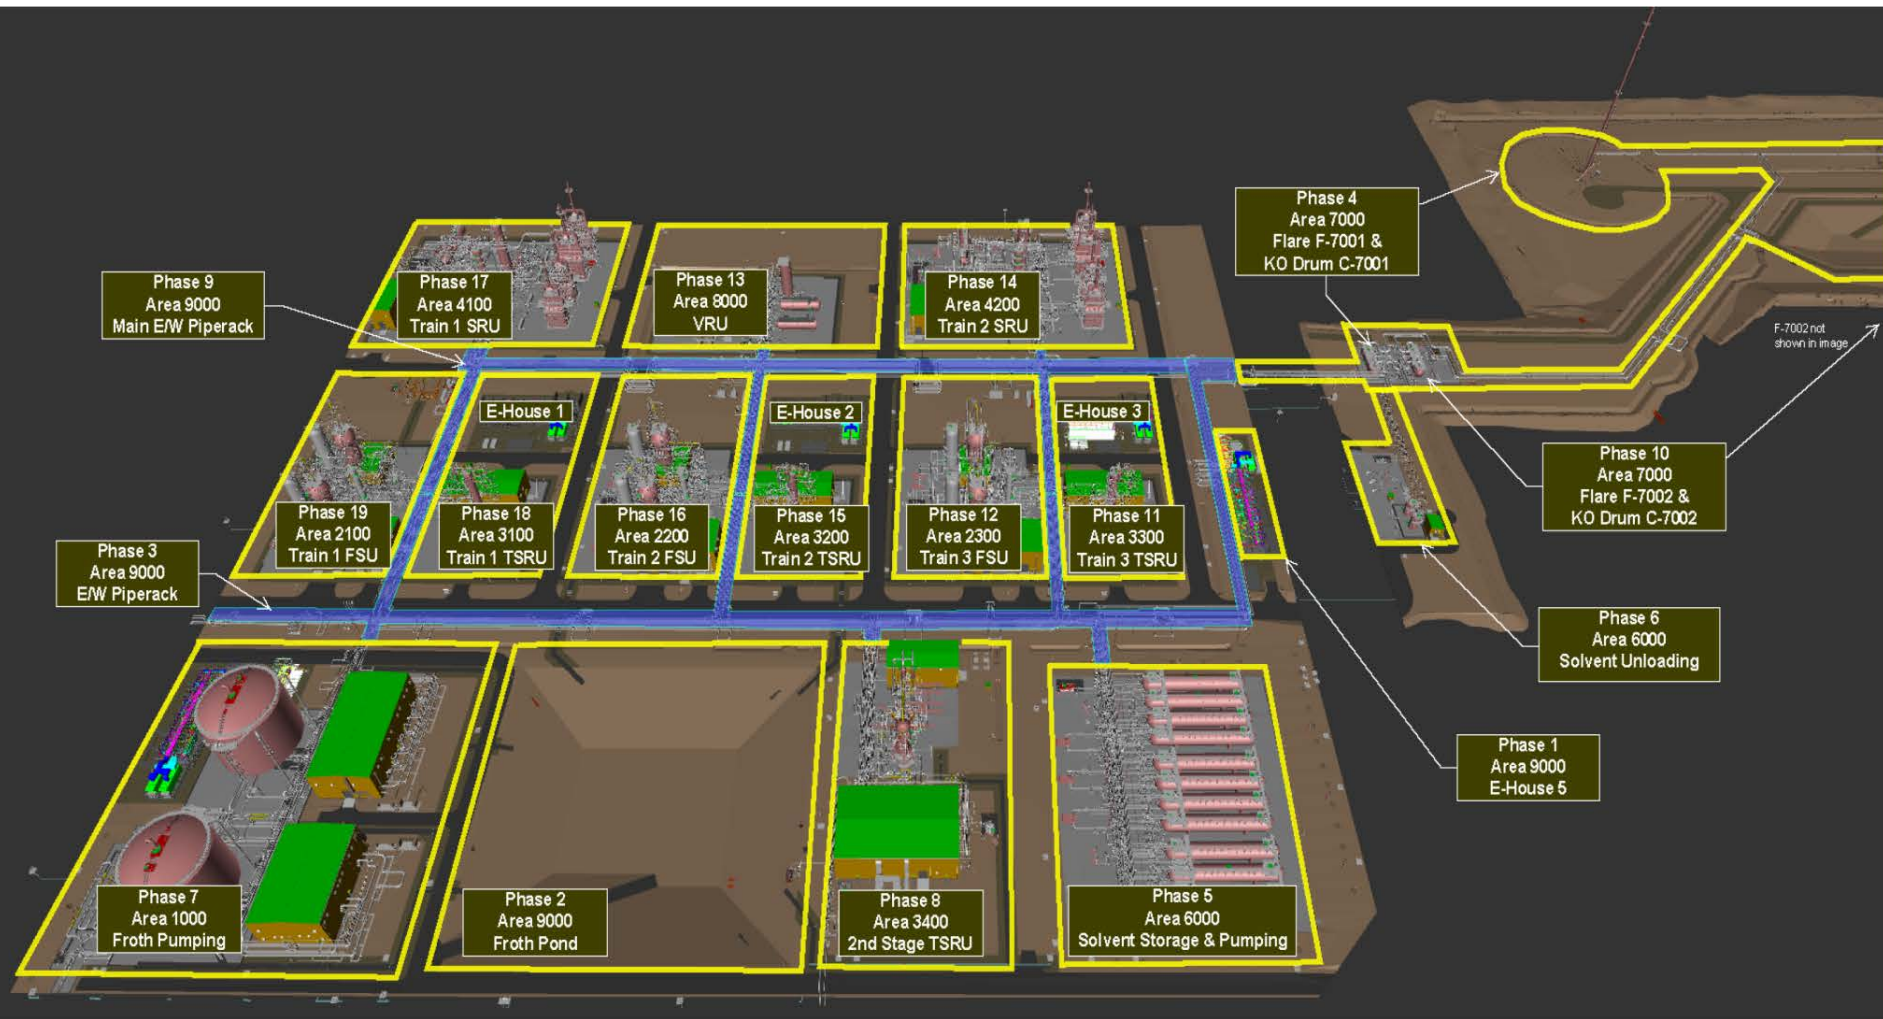 Phase 4
Area 7000
Flare F-7001 &
KO Drum C-7001
Phase 9
Area 9000
Main E/W Piperack
Phase 17
Area 4100
Train 1 SRU
Phase 13
Area 8000
VRU
Phase 14
Area 4200
Train 2 SRU
F-7002 not
shown in image
E-House 1
E-House 2
E-House 3
Phase 10
Area 7000
Flare F-7002 &
KO Drum C-7002
Phase 19
Area 2100
Train 1 FSU
Phase 18
Area 3100
Train 1 TSRU
Phase 16
Area 2200
Train 2 FSU
Phase 15
Area 3200
Train 2 TSRU
Phase 12
Area 2300
Train 3 FSU
Phase 11
Area 3300
Train 3 TSRU
Phase 3
Area 9000
E/W Piperack
Phase 6
Area 6000
Solvent Unloading
Phase 1
Area 9000
E-House 5
Phase 7
Area 1000
Froth Pumping
Phase 2
Area 9000
Froth Pond
Phase 8
Area 3400
2nd Stage TSRU
Phase 5
Area 6000
Solvent Storage & Pumping